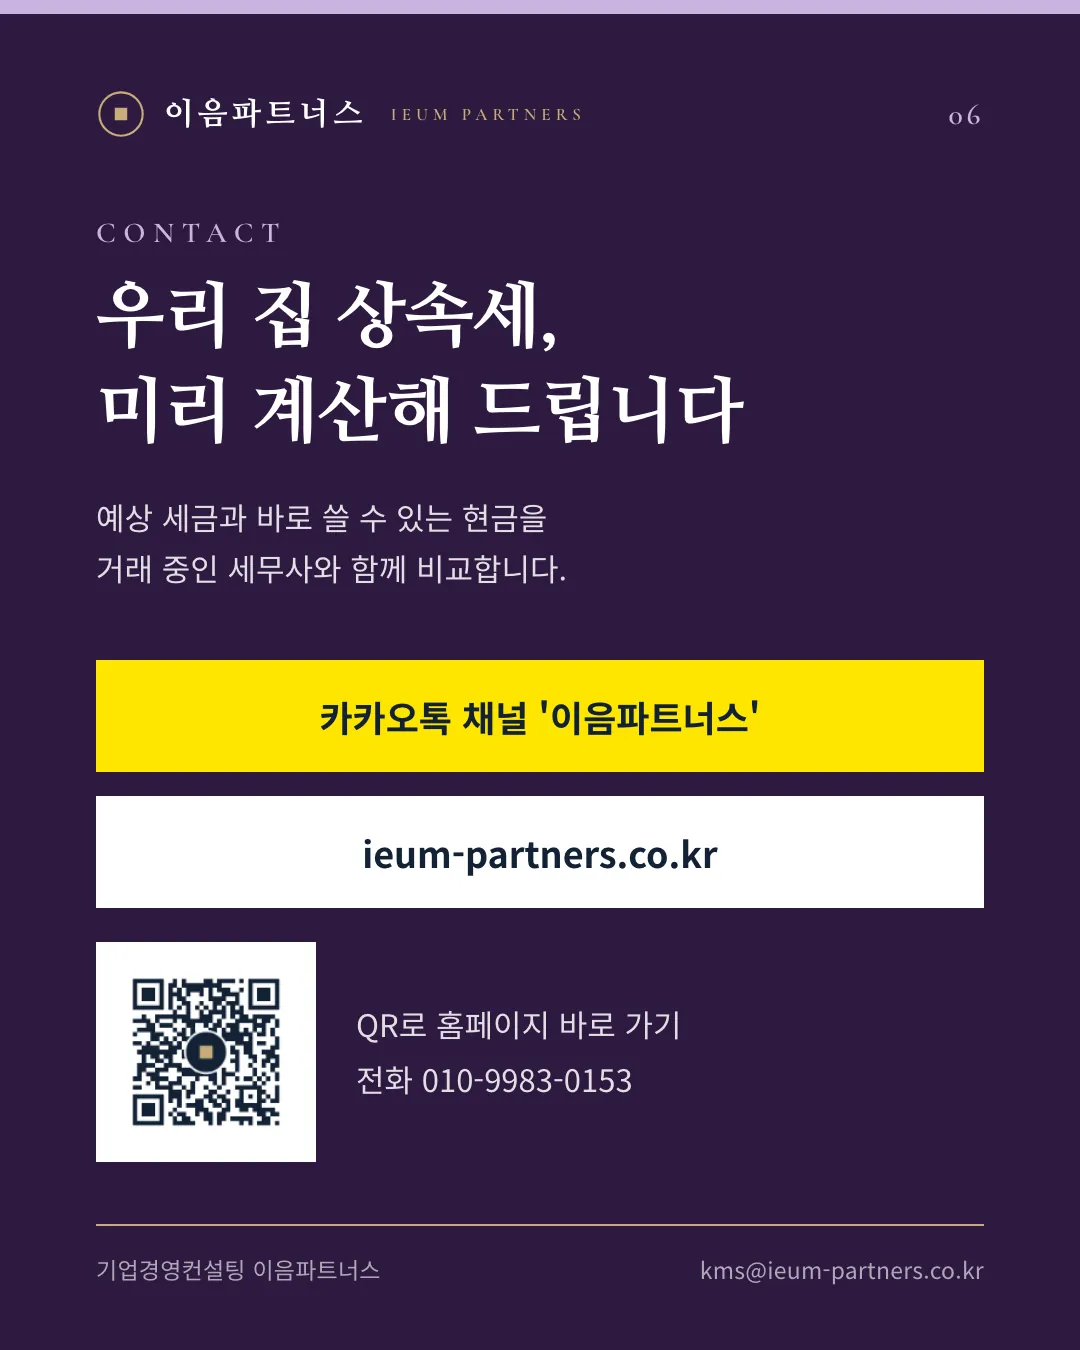 이음파트너스 IEUM PARTNERS 06
CONTACT
우리 집 상속세,
미리 계산해 드립니다
예상 세금과 바로 쓸 수 있는 현금을
거래 중인 세무사와 함께 비교합니다.
카카오톡 채널 '이음파트너스'
ieum-partners.co.kr
QR로 홈페이지 바로 가기
전화 010-9983-0153
기업경영컨설팅 이음파트너스 kms@ieum-partners.co.kr